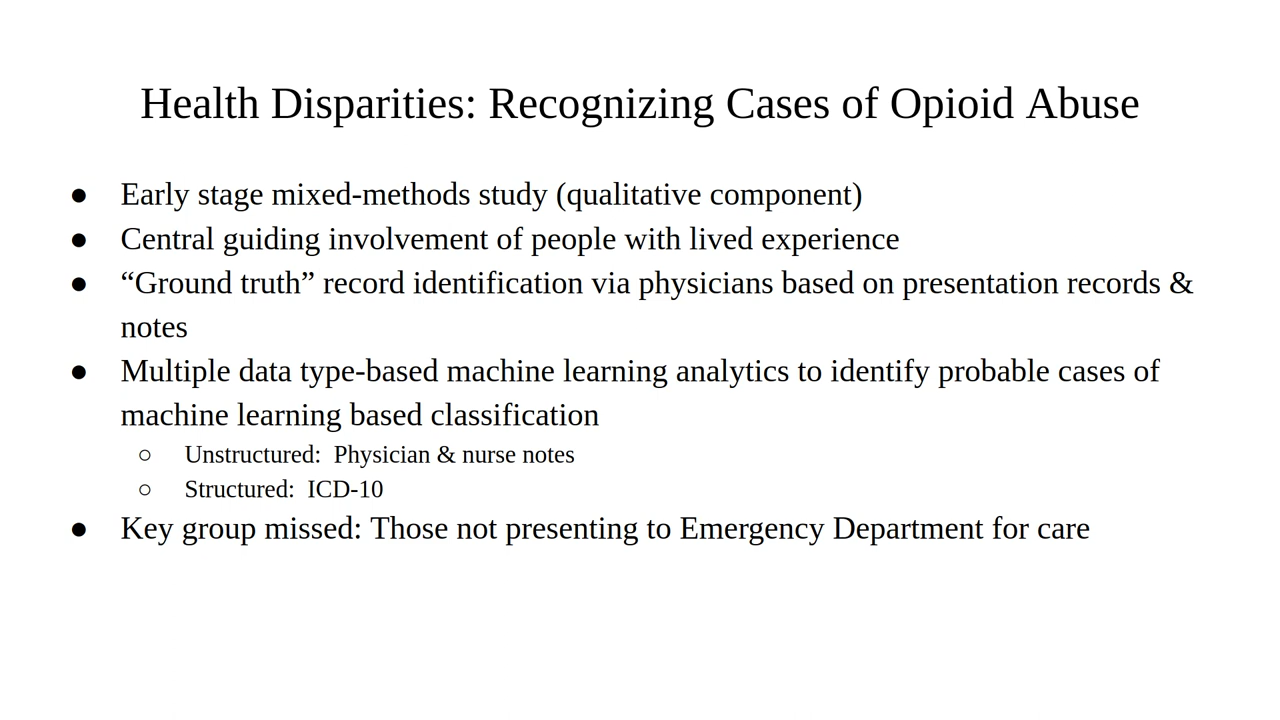 Health Disparities: Recognizing Cases of Opioid Abuse
● Early stage mixed-methods study (qualitative component)
● Central guiding involvement of people with lived experience
● “Ground truth” record identification via physicians based on presentation records &
notes
● Multiple data type-based machine learning analytics to identify probable cases of
machine learning based classification
○ Unstructured:  Physician & nurse notes
○ Structured:  ICD-10
● Key group missed: Those not presenting to Emergency Department for care